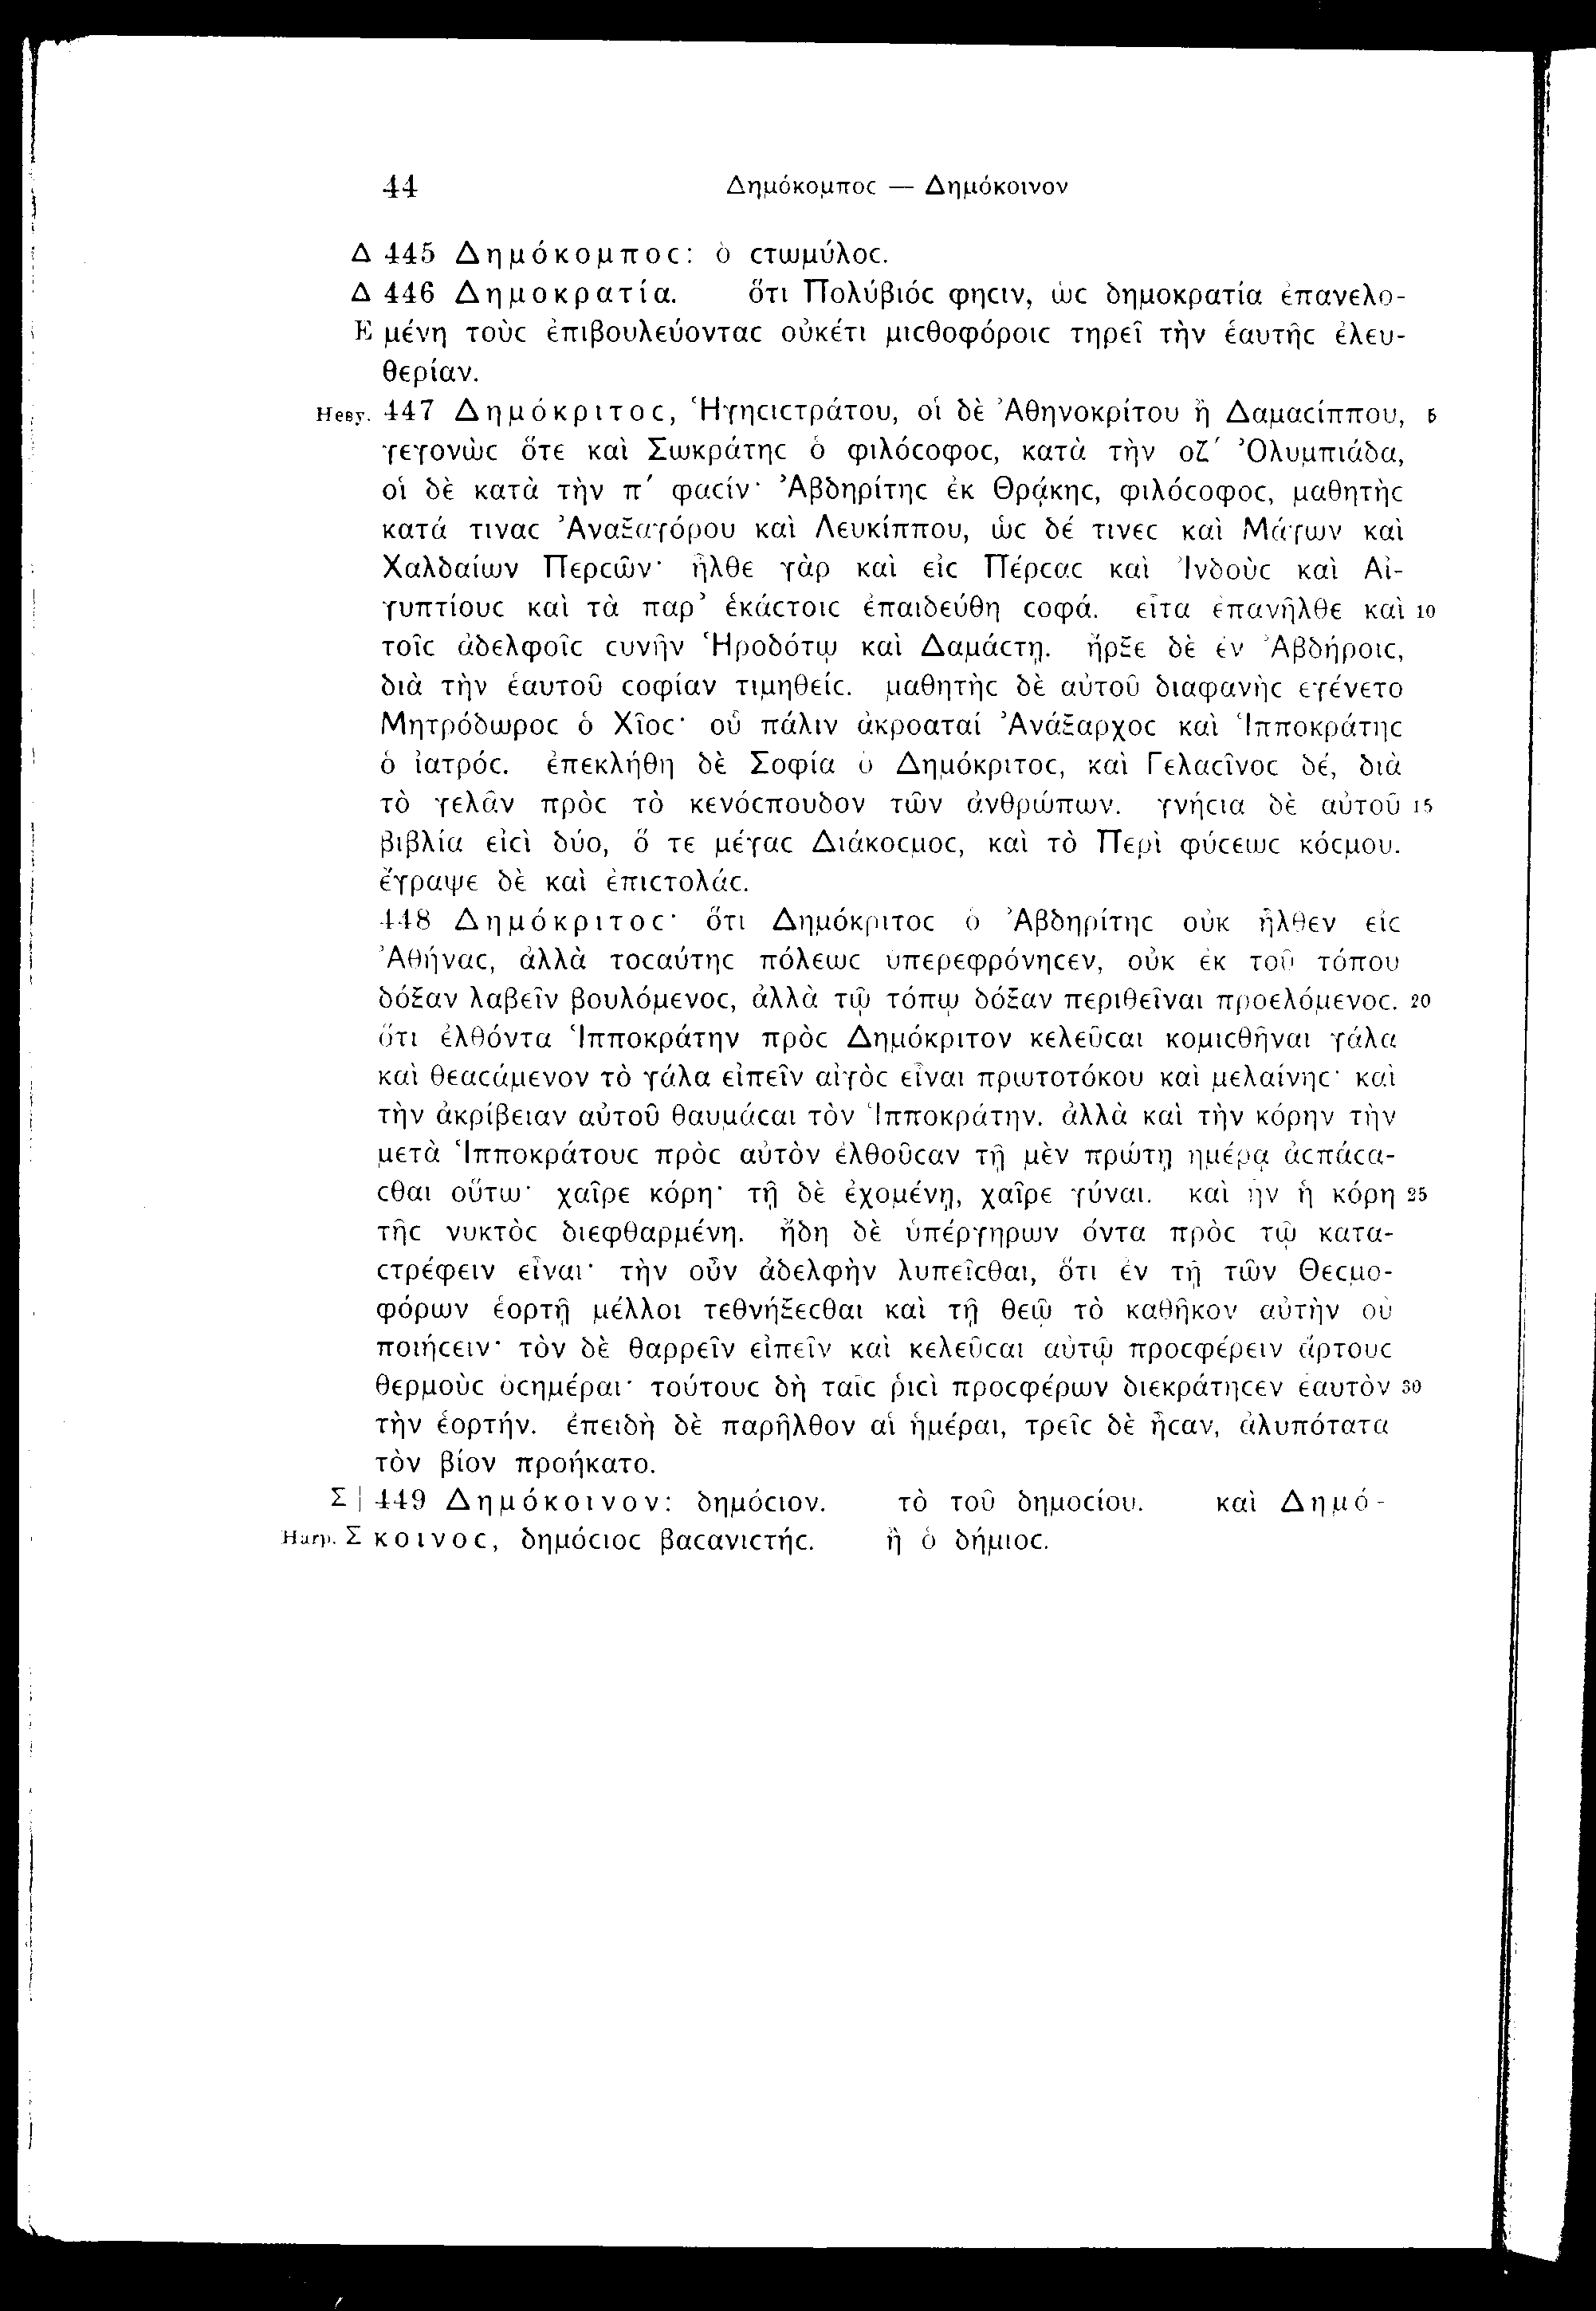 44 Δημόκομπος — Δημόκοινον
Δ 445 Δημόκομπος: ὁ στωμύλος.
Δ 446 Δημοκρατία. ὅτι Πολύβιός φησιν, ὡς δημοκρατία ἐπανελο-
E μένη τοὺς ἐπιβουλεύοντας οὐκέτι μισθοφόροις τηρεῖ τὴν ἑαυτῆς ἐλευ-
θερίαν.
Hesy. 447 Δημόκριτος, Ἡγησιστράτου, οἱ δὲ Ἀθηνοκρίτου ἢ Δαμασίππου, 5
γεγονὼς ὅτε καὶ Σωκράτης ὁ φιλόσοφος, κατὰ τὴν οζ´ Ὀλυμπιάδα,
οἱ δὲ κατὰ τὴν π´ φασίν· Ἀβδηρίτης ἐκ Θρᾴκης, φιλόσοφος, μαθητὴς
κατά τινας Ἀναξαγόρου καὶ Λευκίππου, ὡς δέ τινες καὶ Μάγων καὶ
Χαλδαίων Περσῶν· ἦλθε γὰρ καὶ εἰς Πέρσας καὶ Ἰνδοὺς καὶ Αἰ-
γυπτίους καὶ τὰ παρ’ ἑκάστοις ἐπαιδεύθη σοφά. εἶτα ἐπανῆλθε καὶ 10
τοῖς ἀδελφοῖς συνῆν Ἡροδότῳ καὶ Δαμάστῃ. ἦρξε δὲ ἐν Ἀβδήροις,
διὰ τὴν ἑαυτοῦ σοφίαν τιμηθείς. μαθητὴς δὲ αὐτοῦ διαφανὴς ἐγένετο
Μητρόδωρος ὁ Χῖος· οὗ πάλιν ἀκροαταί Ἀνάξαρχος καὶ Ἱπποκράτης
ὁ ἰατρός. ἐπεκλήθη δὲ Σοφία ὁ Δημόκριτος, καὶ Γελασῖνος δέ, διὰ
τὸ γελᾶν πρὸς τὸ κενόσπουδον τῶν ἀνθρώπων. γνήσια δὲ αὐτοῦ 15
βιβλία εἰσὶ δύο, ὅ τε μέγας Διάκοσμος, καὶ τὸ Περὶ φύσεως κόσμου.
ἔγραψε δὲ καὶ ἐπιστολάς.
448 Δημόκριτος· ὅτι Δημόκριτος ὁ Ἀβδηρίτης οὐκ ἦλθεν εἰς
Ἀθήνας, ἀλλὰ τοσαύτης πόλεως ὑπερεφρόνησεν, οὐκ ἐκ τοῦ τόπου
δόξαν λαβεῖν βουλόμενος, ἀλλὰ τῷ τόπῳ δόξαν περιθεῖναι προελόμενος. 20
ὅτι ἐλθόντα Ἱπποκράτην πρὸς Δημόκριτον κελεῦσαι κομισθῆναι γάλα
καὶ θεασάμενον τὸ γάλα εἰπεῖν αἰγὸς εἶναι πρωτοτόκου καὶ μελαίνης· καὶ
τὴν ἀκρίβειαν αὐτοῦ θαυμάσαι τὸν Ἱπποκράτην. ἀλλὰ καὶ τὴν κόρην τὴν
μετὰ Ἱπποκράτους πρὸς αὐτὸν ἐλθοῦσαν τῇ μὲν πρώτῃ ἡμέρᾳ ἀσπάσα-
σθαι οὕτω· χαῖρε κόρη· τῇ δὲ ἐχομένῃ, χαῖρε γύναι. καὶ ἦν ἡ κόρη 25
τῆς νυκτὸς διεφθαρμένη. ἤδη δὲ ὑπέργηρων ὄντα πρὸς τῷ κατα-
στρέφειν εἶναι· τὴν οὖν ἀδελφὴν λυπεῖσθαι, ὅτι ἐν τῇ τῶν Θεσμο-
φόρων ἑορτῇ μέλλοι τεθνήξεσθαι καὶ τῇ θεῷ τὸ καθῆκον αὐτὴν οὐ
ποιήσειν· τὸν δὲ θαρρεῖν εἰπεῖν καὶ κελεῦσαι αὐτῷ προσφέρειν ἄρτους
θερμοὺς ὁσημέραι· τούτους δὴ ταῖς ῥισὶ προσφέρων διεκράτησεν ἑαυτὸν 30
τὴν ἑορτήν. ἐπειδὴ δὲ παρῆλθον αἱ ἡμέραι, τρεῖς δὲ ἦσαν, ἀλυπότατα
τὸν βίον προήκατο.
Σ | 449 Δημόκοινον: δημόσιον. τὸ τοῦ δημοσίου. καὶ Δημό-
Harp. Σ κοινος, δημόσιος βασανιστής. ἢ ὁ δήμιος.